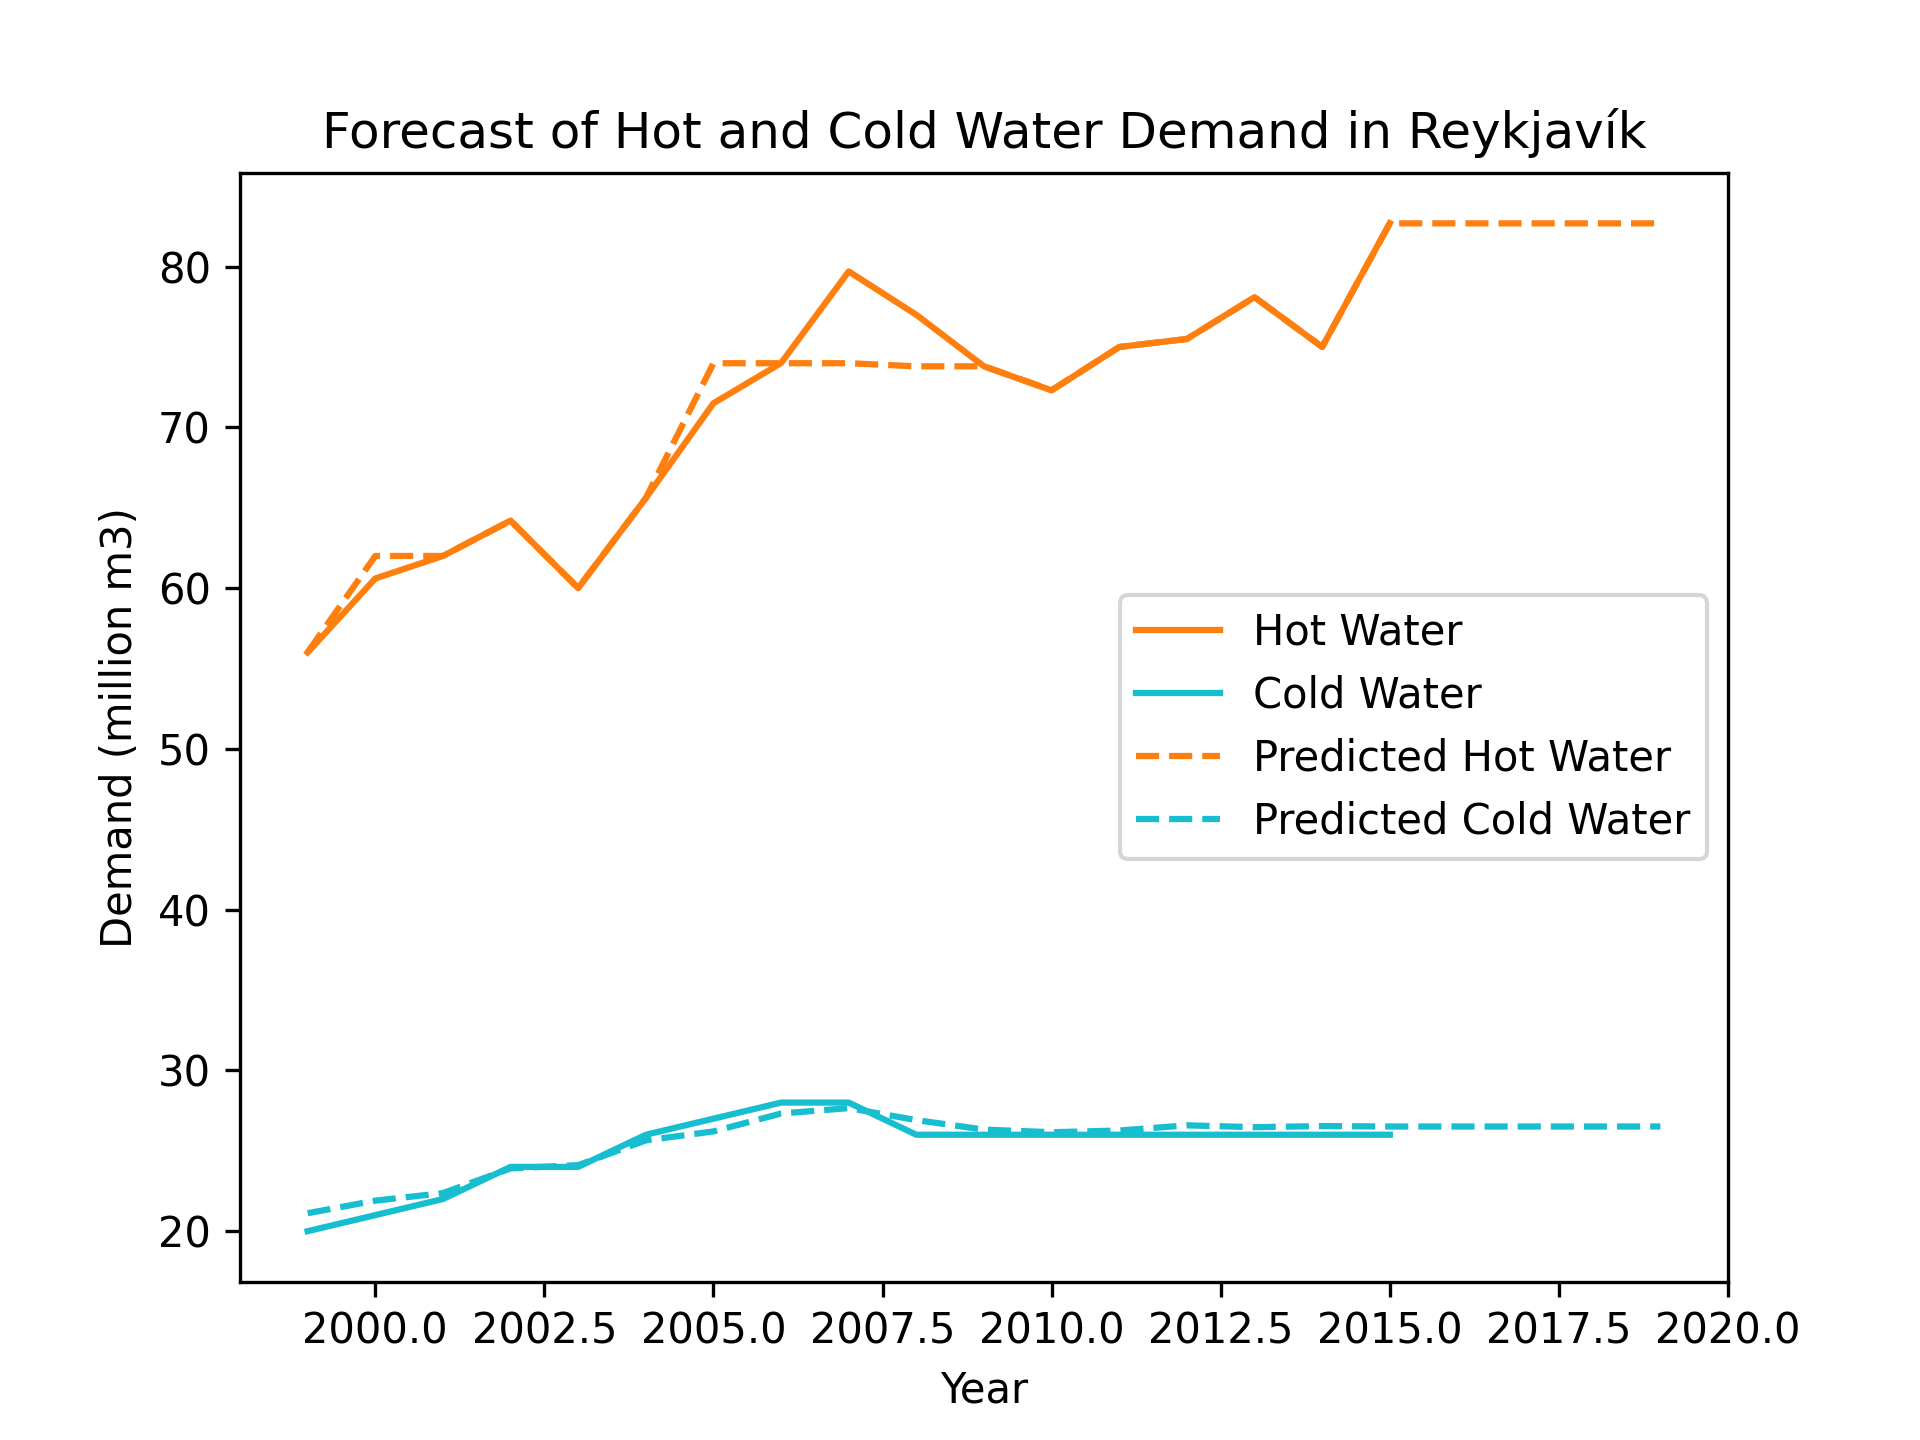 Forecast of Hot and Cold Water Demand in Reykjavík
Demand (million m3)
80
70
60
50
40
30
20
Hot Water
Cold Water
Predicted Hot Water
Predicted Cold Water
2000.0 2002.5 2005.0 2007.5 2010.0 2012.5 2015.0 2017.5 2020.0
Year